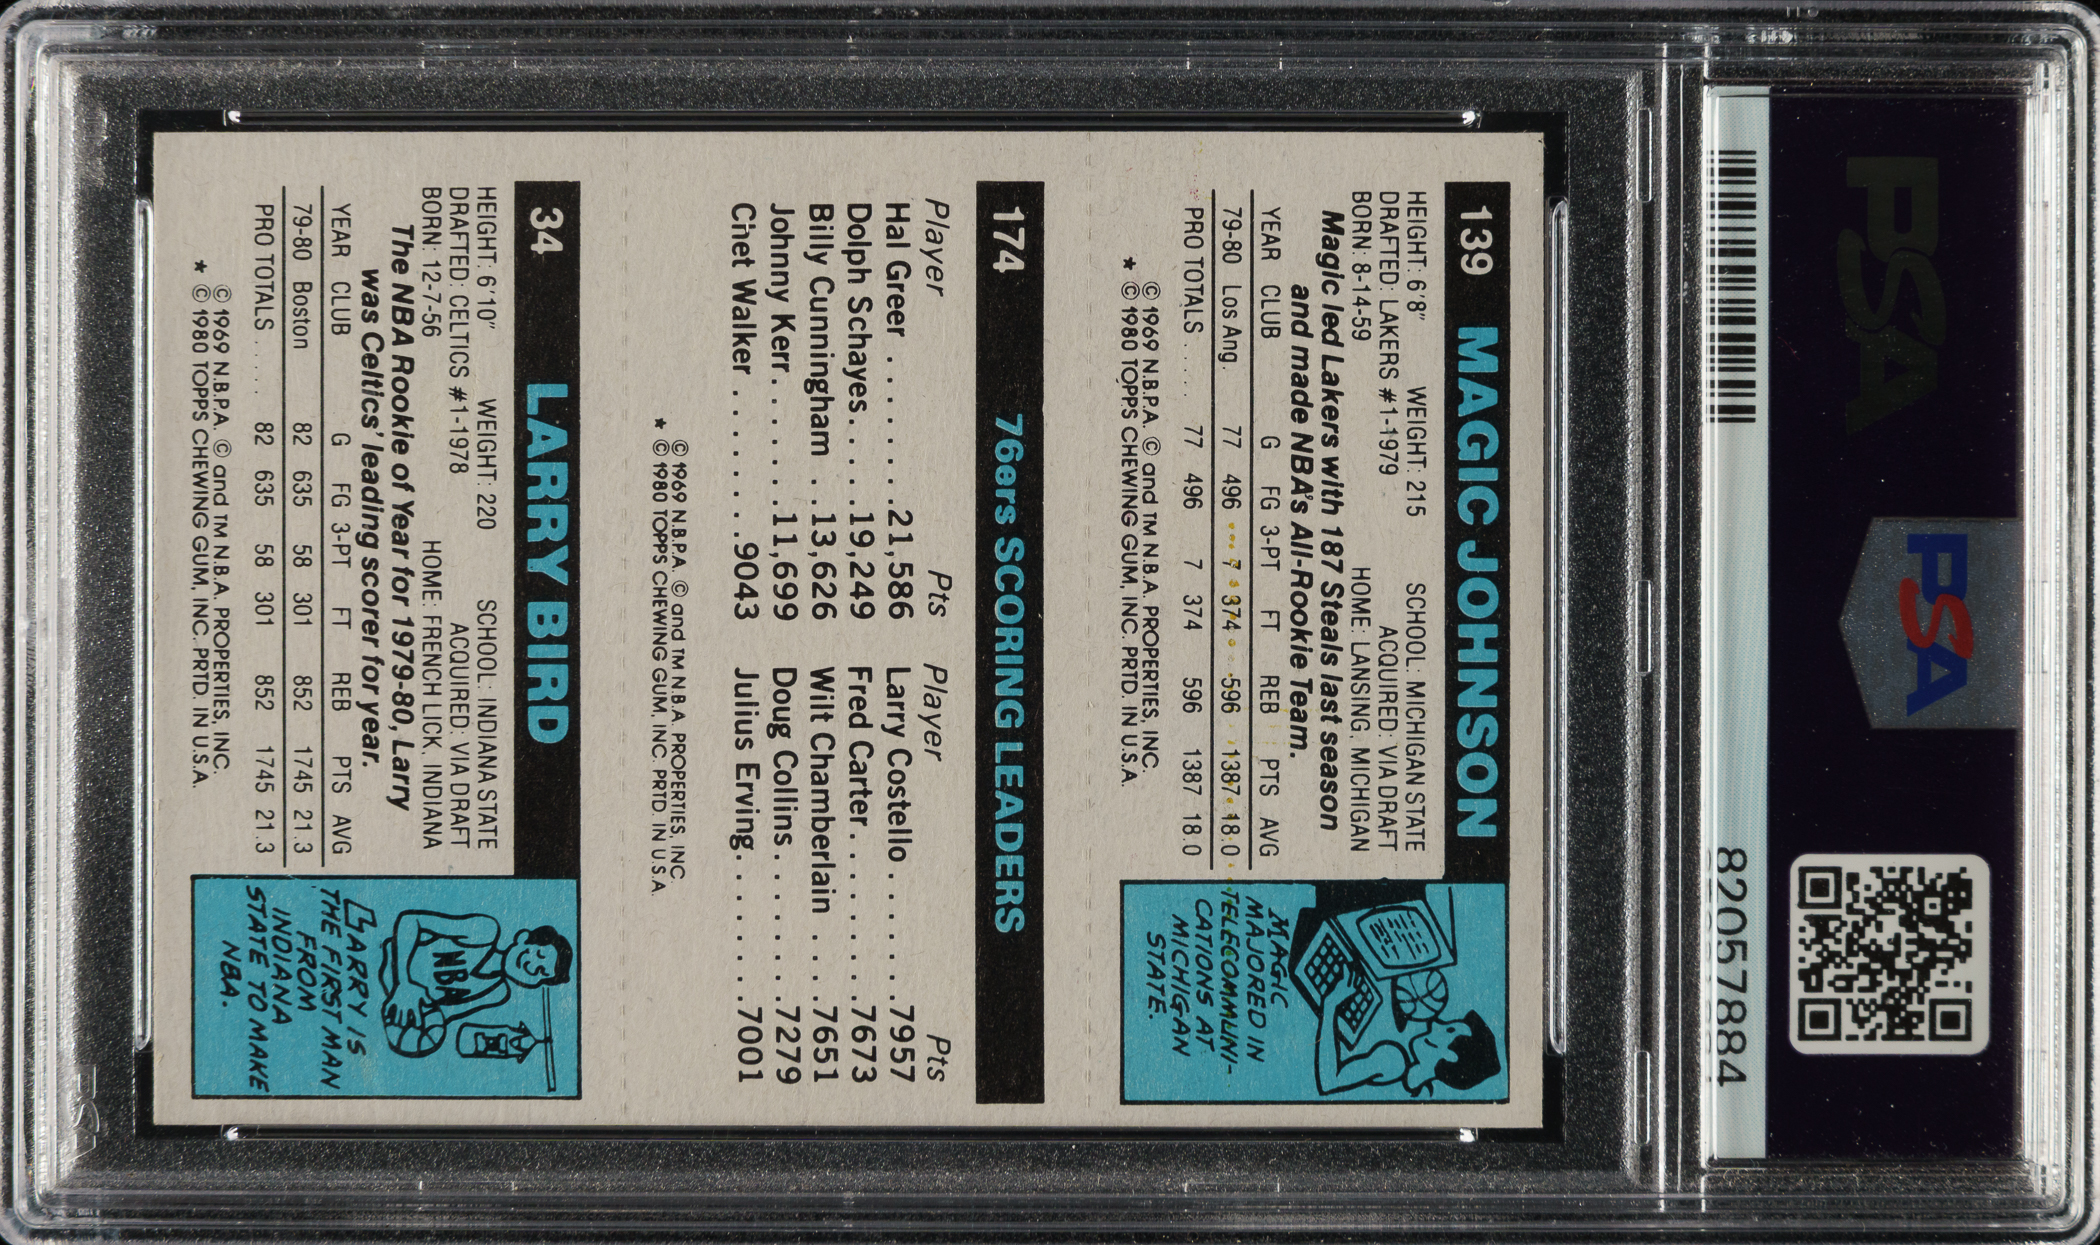 PSA
PSA
82057884
139 MAGIC JOHNSON
HEIGHT: 6'8" WEIGHT: 215 SCHOOL: MICHIGAN STATE
DRAFTED: LAKERS #1-1979 ACQUIRED: VIA DRAFT
BORN: 8-14-59 HOME: LANSING, MICHIGAN
Magic led Lakers with 187 Steals last season
and made NBA's All-Rookie Team.
YEAR CLUB G FG 3-PT FT REB PTS AVG
79-80 Los Ang. 77 496 7 374 596 1387 18.0
PRO TOTALS ..... 77 496 7 374 596 1387 18.0
© 1969 N.B.P.A. © and TM N.B.A. PROPERTIES, INC.
* © 1980 TOPPS CHEWING GUM, INC. PRTD. IN U.S.A.
MAGIC
MAJORED IN
TELECOMMUNI-
CATIONS AT
MICHIGAN
STATE.
174 76ers SCORING LEADERS
Player Pts Player Pts
Hal Greer .......21,586 Larry Costello .......7957
Dolph Schayes....19,249 Fred Carter........7673
Billy Cunningham ..13,626 Wilt Chamberlain ....7651
Johnny Kerr......11,699 Doug Collins.......7279
Chet Walker .......9043 Julius Erving.......7001
© 1969 N.B.P.A. © and TM N.B.A. PROPERTIES, INC.
* © 1980 TOPPS CHEWING GUM, INC. PRTD. IN U.S.A.
34 LARRY BIRD
HEIGHT: 6'10" WEIGHT: 220 SCHOOL: INDIANA STATE
DRAFTED: CELTICS #1-1978 ACQUIRED: VIA DRAFT
BORN: 12-7-56 HOME: FRENCH LICK, INDIANA
The NBA Rookie of Year for 1979-80, Larry
was Celtics' leading scorer for year.
YEAR CLUB G FG 3-PT FT REB PTS AVG
79-80 Boston 82 635 58 301 852 1745 21.3
PRO TOTALS ..... 82 635 58 301 852 1745 21.3
© 1969 N.B.P.A. © and TM N.B.A. PROPERTIES, INC.
* © 1980 TOPPS CHEWING GUM, INC. PRTD. IN U.S.A.
NBA
LARRY IS
THE FIRST MAN
FROM
INDIANA
STATE TO MAKE
NBA.